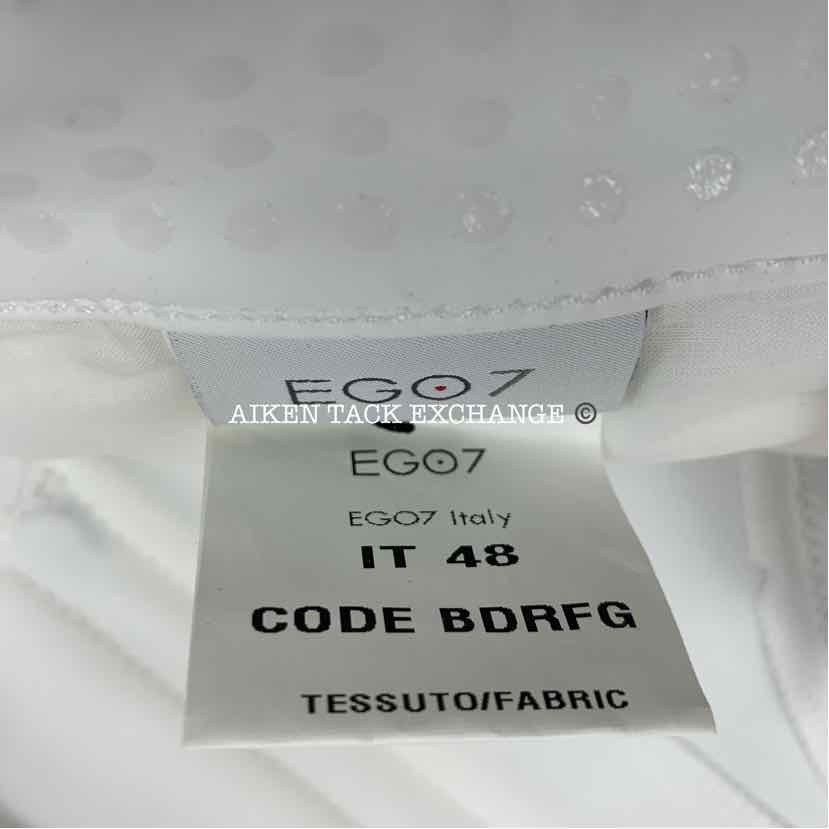 EGO7
AIKEN TACK EXCHANGE ©
EGO7
EGO7 Italy
IT 48
CODE BDRFG
TESSUTO/FABRIC